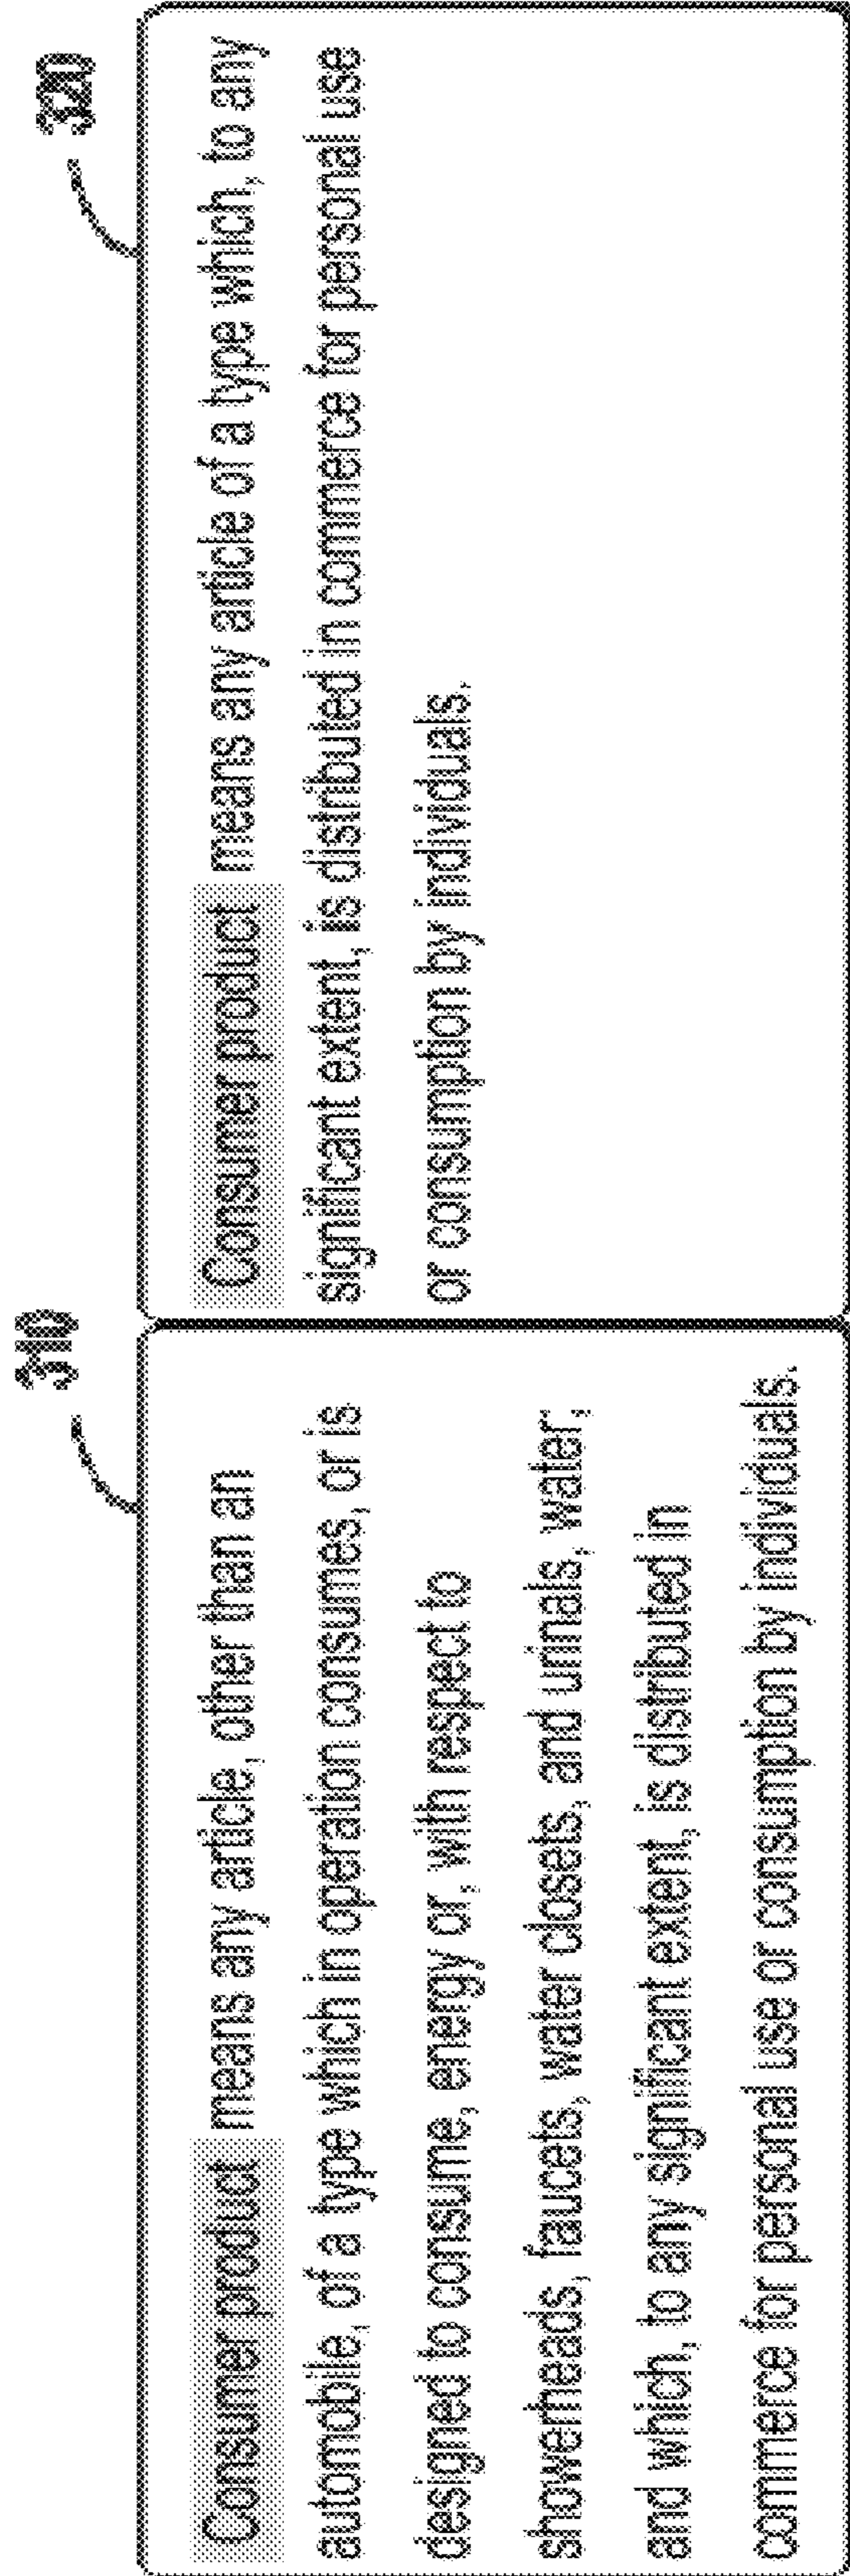 310
Consumer product means any article, other than an
automobile, of a type which in operation consumes, or is
designed to consume, energy or, with respect to
showerheads, faucets, water closets, and urinals, water,
and which, to any significant extent, is distributed in
commerce for personal use or consumption by individuals.
320
Consumer product means any article of a type which, to any
significant extent, is distributed in commerce for personal use
or consumption by individuals.